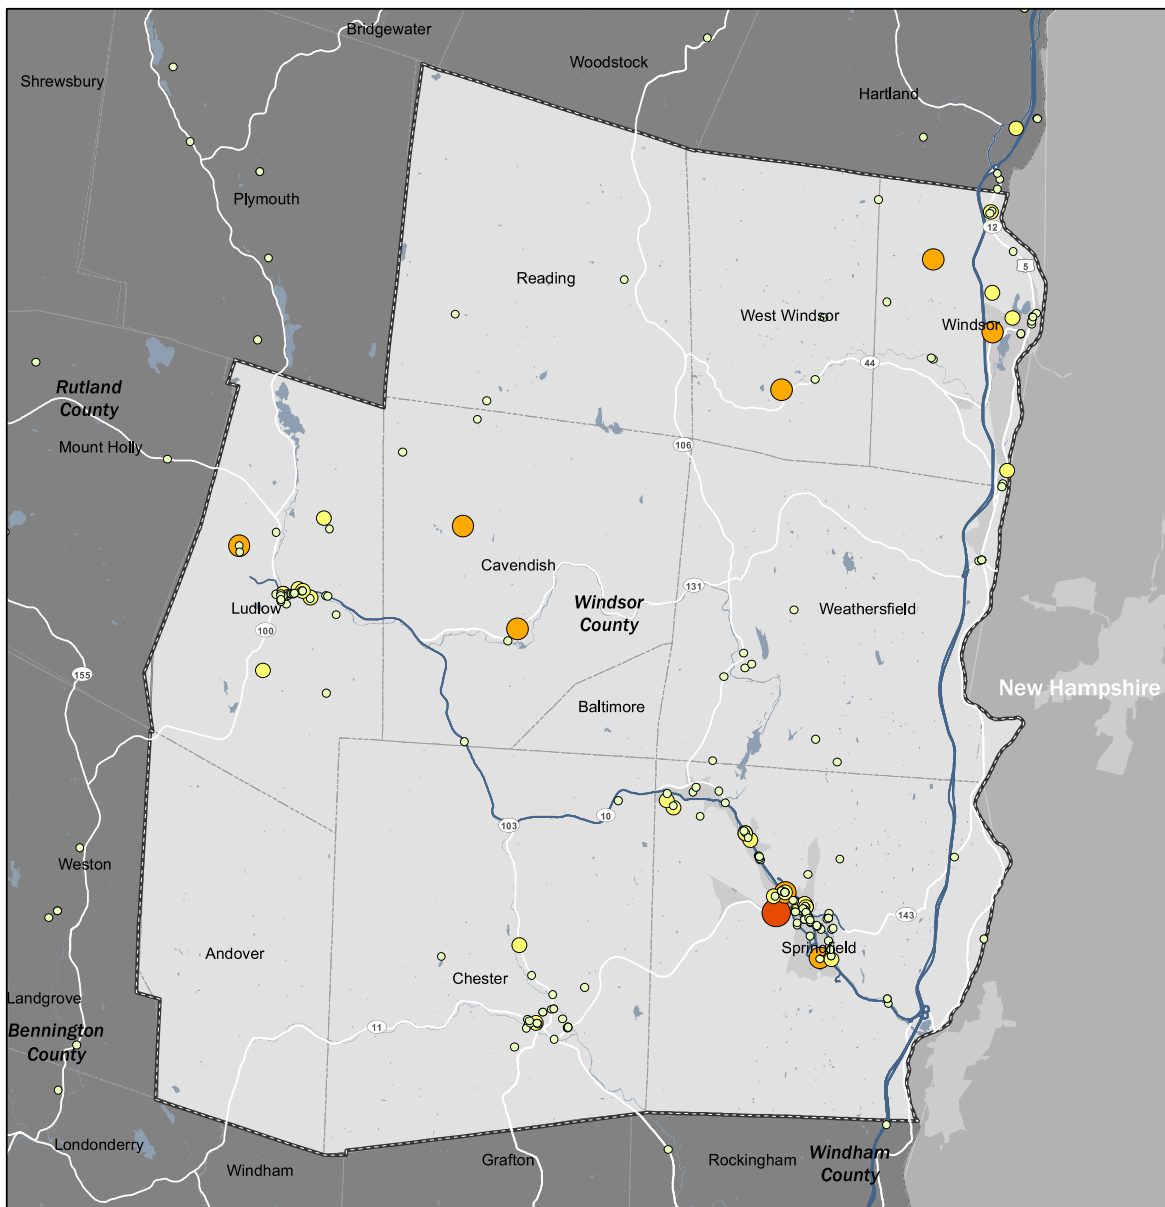 Bridgewater
Woodstock
Shrewsbury
Hartland
Plymouth
12
5
Reading
West Windsor
Windsor
44
Rutland
County
Mount Holly
106
Cavendish
131
Windsor
County
Weathersfield
Ludlow
100
155
New Hampshire
Baltimore
10
103
Weston
143
Springfield
Andover
Chester
Landgrove
Bennington
County
11
Londonderry
Windham
Grafton
Rockingham
Windham
County